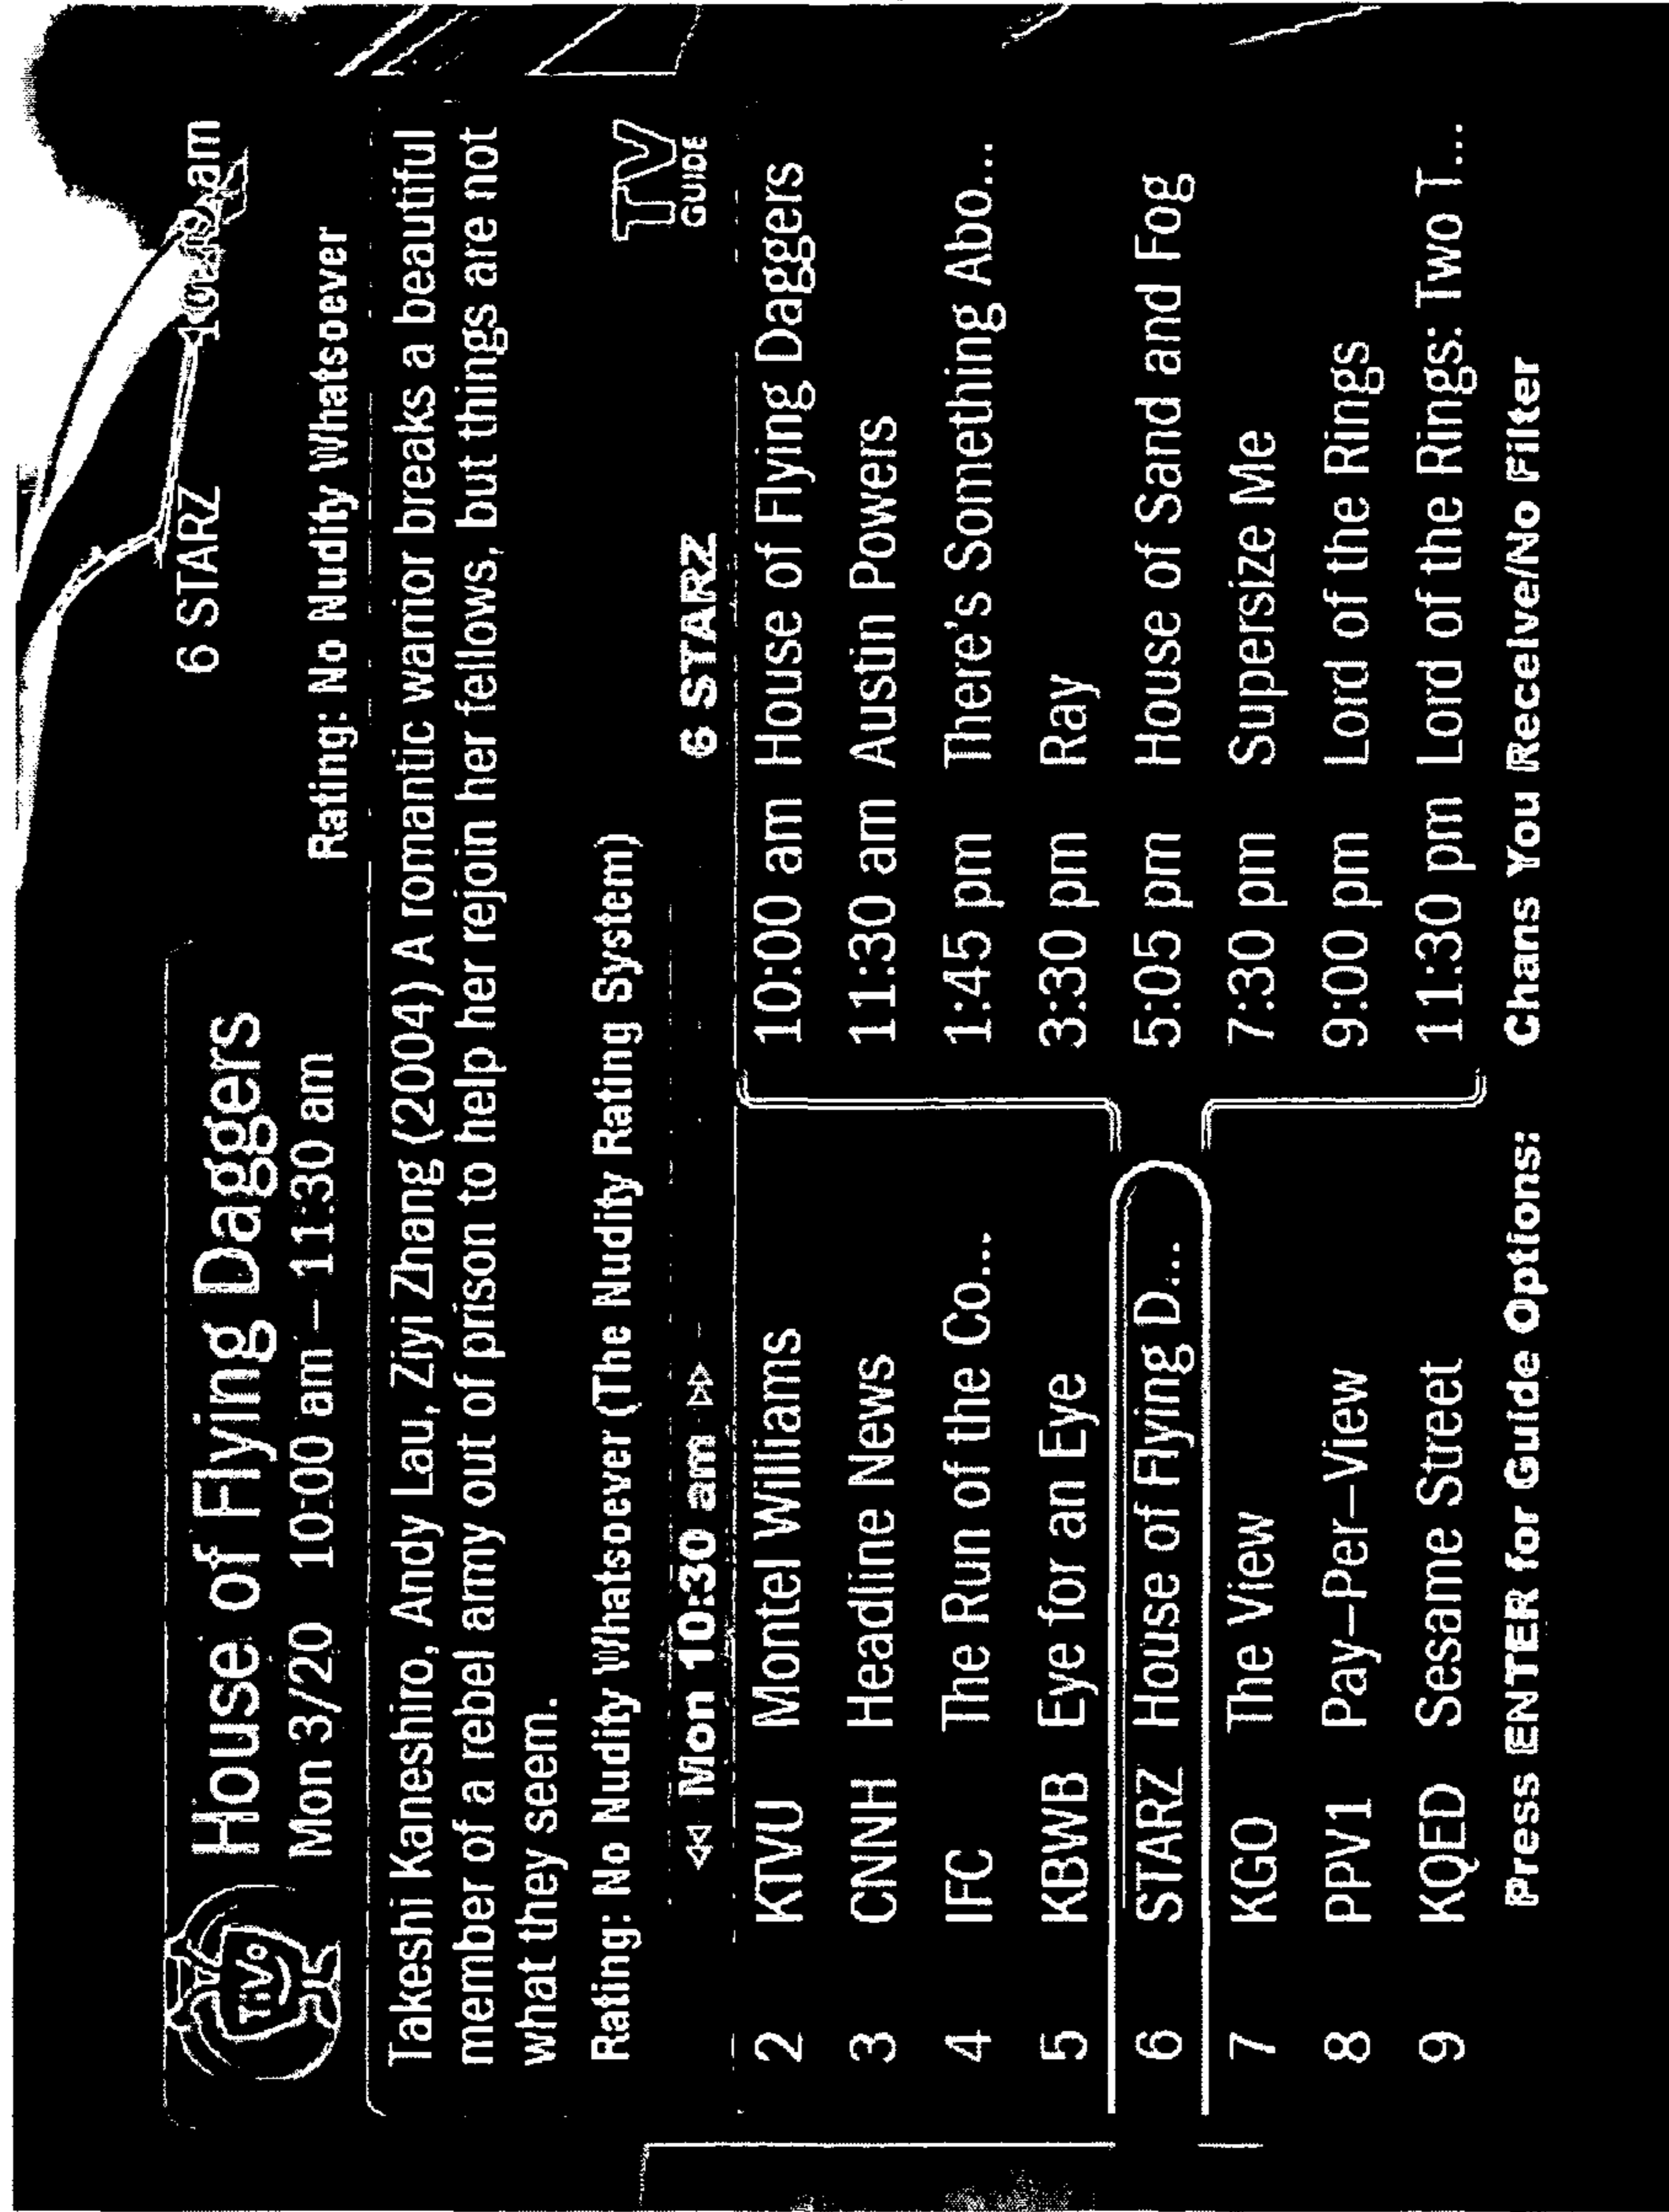 House of Flying Daggers 6 STARZ am
Mon 3/20 10:00 am – 11:30 am
Rating: No Nudity Whatsoever
Takeshi Kaneshiro, Andy Lau, Ziyi Zhang (2004) A romantic warrior breaks a beautiful
member of a rebel army out of prison to help her rejoin her fellows, but things are not
what they seem.
Rating: No Nudity Whatsoever (The Nudity Rating System)
TV
GUIDE
TiVo
Mon 10:30 am 6 STARZ
2 KTVU Montel Williams
3 CNNH Headline News
4 IFC The Run of the Co...
5 KBWB Eye for an Eye
6 STARZ House of Flying D...
7 KGO The View
8 PPV1 Pay–Per–View
9 KQED Sesame Street
10:00 am House of Flying Daggers
11:30 am Austin Powers
1:45 pm There's Something Abo...
3:30 pm Ray
5:05 pm House of Sand and Fog
7:30 pm Supersize Me
9:00 pm Lord of the Rings
11:30 pm Lord of the Rings: Two T...
Press ENTER for Guide Options: Chans You Receive/No Filter